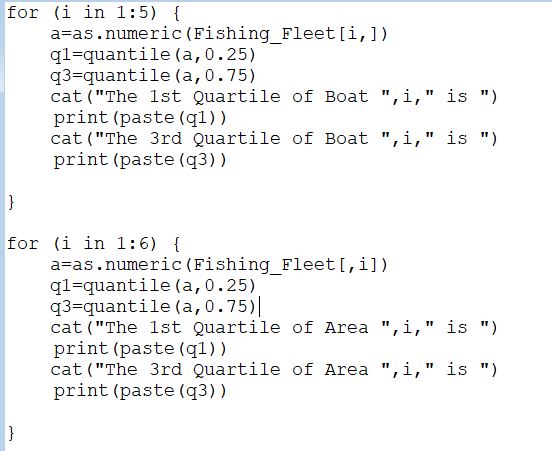 for (i in 1:5) {
    a=as.numeric(Fishing_Fleet[i,])
    q1=quantile(a,0.25)
    q3=quantile(a,0.75)
    cat("The 1st Quartile of Boat ",i," is ")
    print(paste(q1))
    cat("The 3rd Quartile of Boat ",i," is ")
    print(paste(q3))

}

for (i in 1:6) {
    a=as.numeric(Fishing_Fleet[,i])
    q1=quantile(a,0.25)
    q3=quantile(a,0.75)
    cat("The 1st Quartile of Area ",i," is ")
    print(paste(q1))
    cat("The 3rd Quartile of Area ",i," is ")
    print(paste(q3))

}